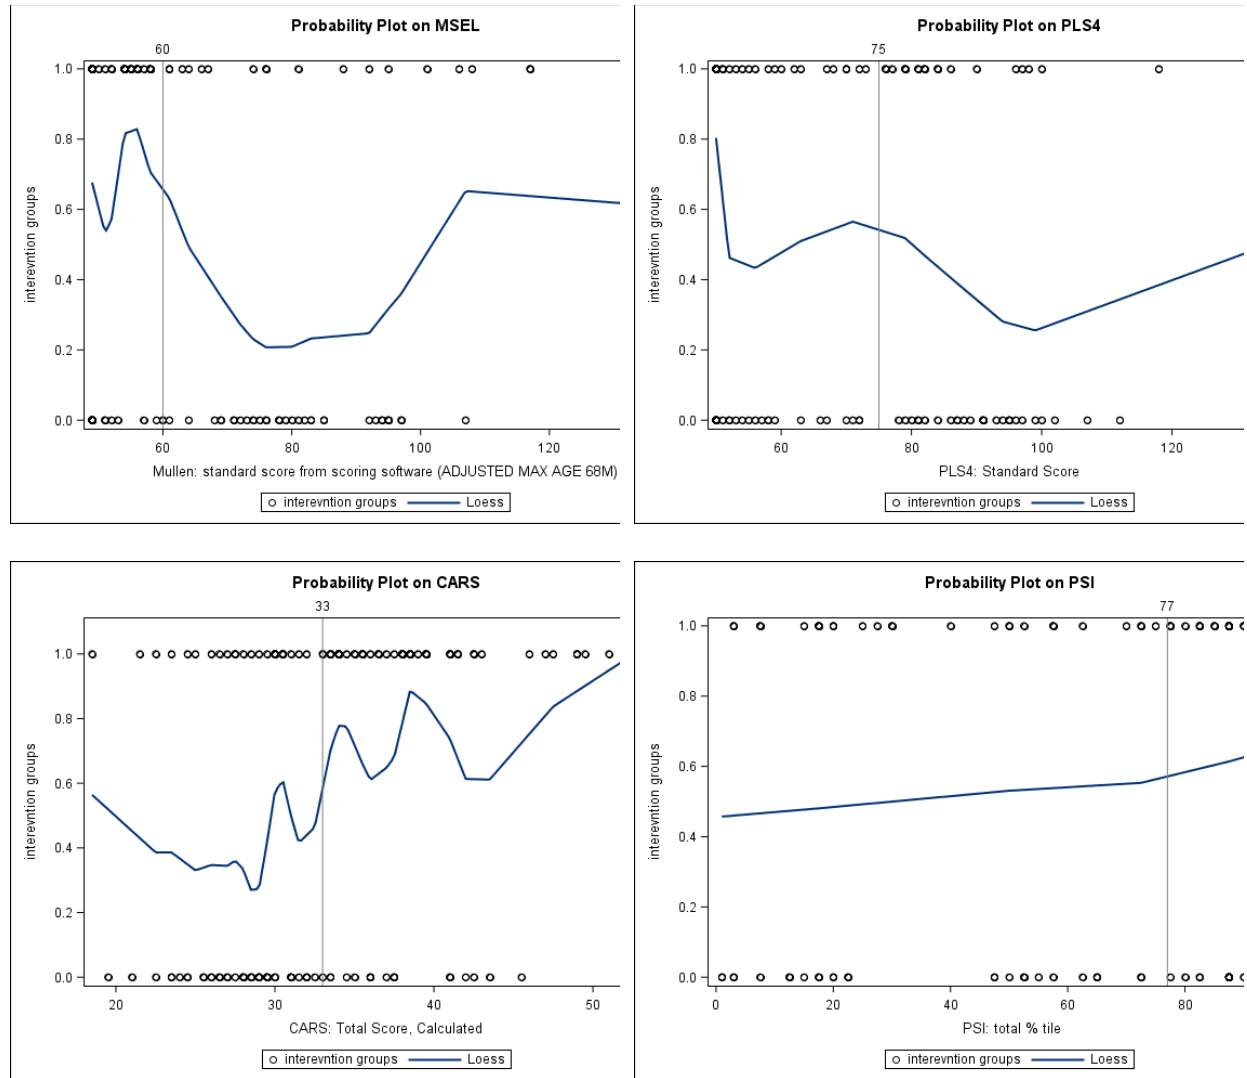 Probability Plot on MSEL
60
1.0
0.8
0.6
0.4
0.2
0.0
interevntion groups
60
80
100
120
Mullen: standard score from scoring software (ADJUSTED MAX AGE 68M)
interevntion groups Loess
Probability Plot on PLS4
75
1.0
0.8
0.6
0.4
0.2
0.0
interevntion groups
60
80
100
120
PLS4: Standard Score
interevntion groups Loess
Probability Plot on CARS
33
1.0
0.8
0.6
0.4
0.2
0.0
interevntion groups
20
30
40
50
CARS: Total Score, Calculated
interevntion groups Loess
Probability Plot on PSI
77
1.0
0.8
0.6
0.4
0.2
0.0
interevntion groups
0
20
40
60
80
PSI: total % tile
interevntion groups Loess